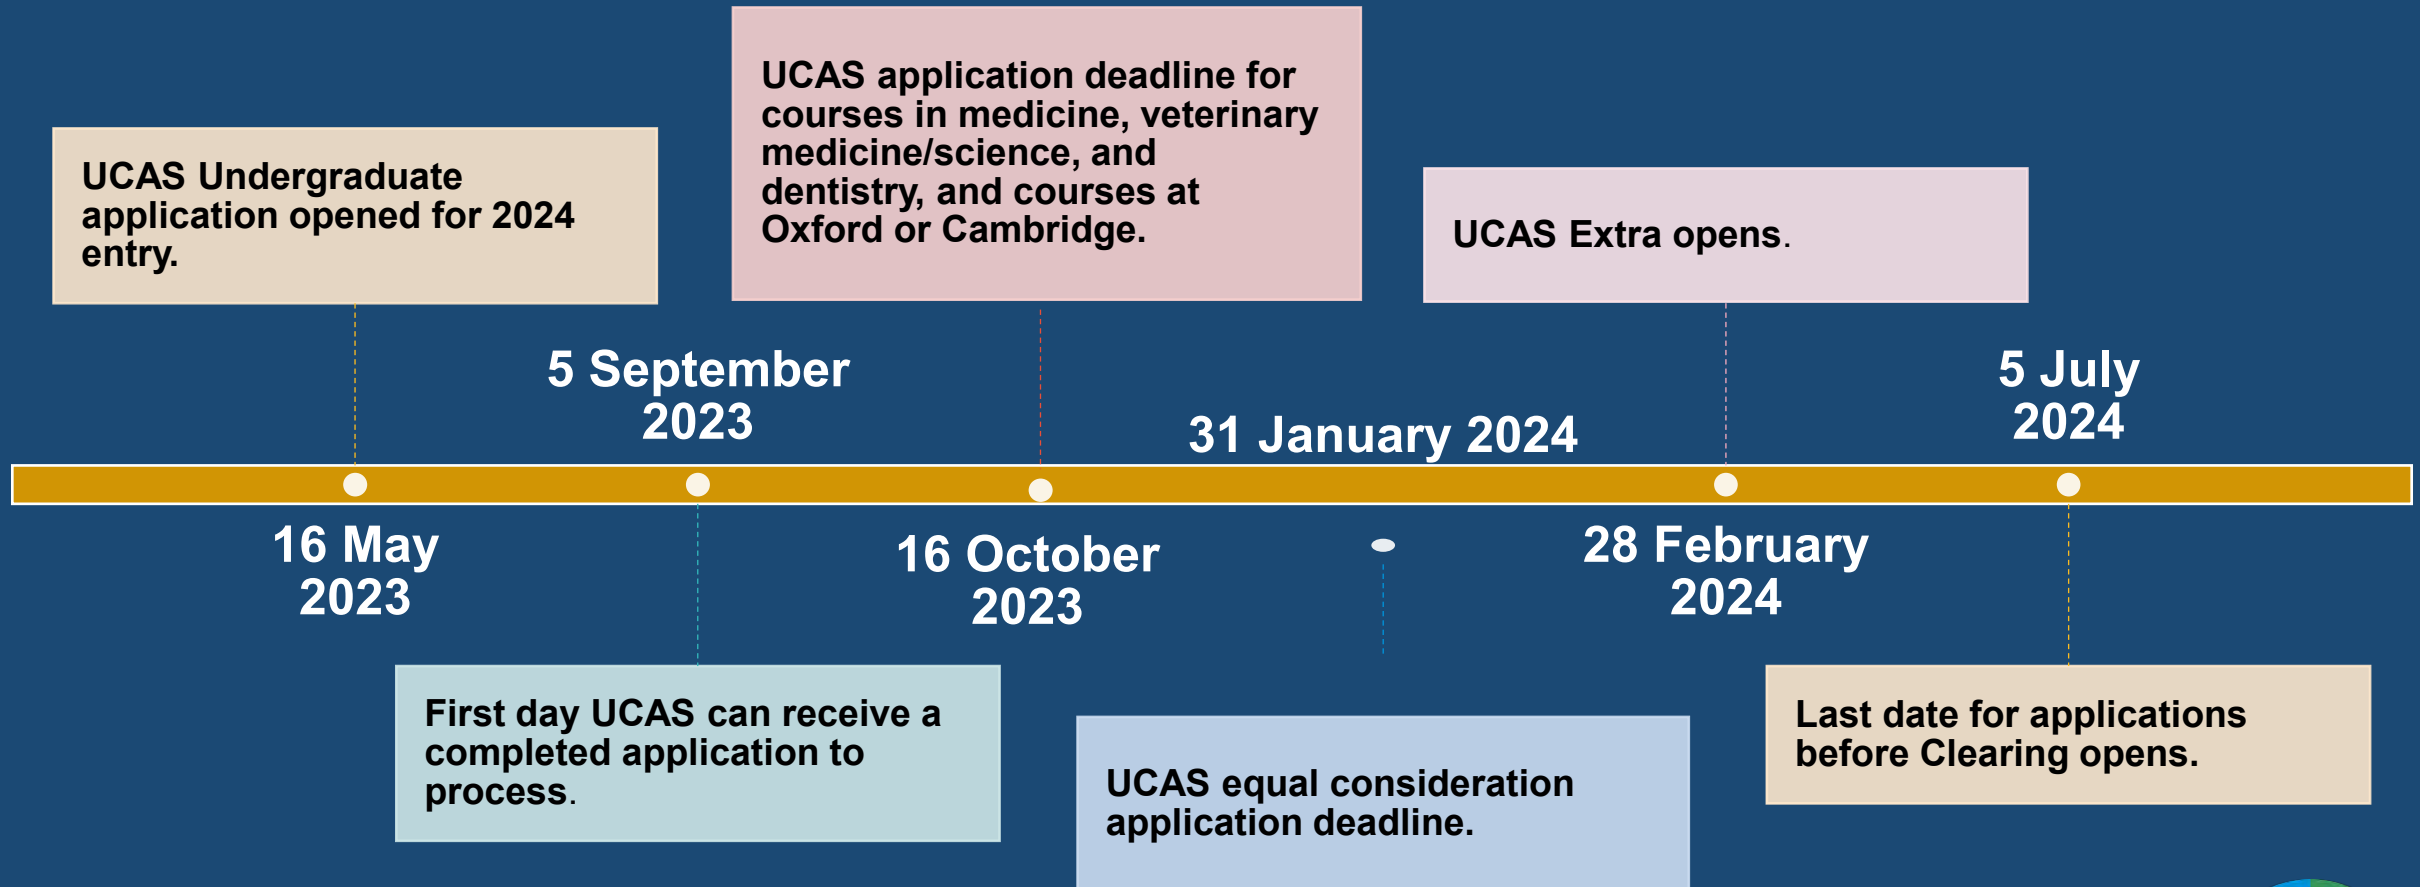 UCAS Undergraduate
application opened for 2024
entry.
16 May
2023
5 September
2023
First day UCAS can receive a
completed application to
process.
UCAS application deadline for
courses in medicine, veterinary
medicine/science, and
dentistry, and courses at
Oxford or Cambridge.
16 October
2023
31 January 2024
UCAS equal consideration
application deadline.
UCAS Extra opens.
28 February
2024
5 July
2024
Last date for applications
before Clearing opens.